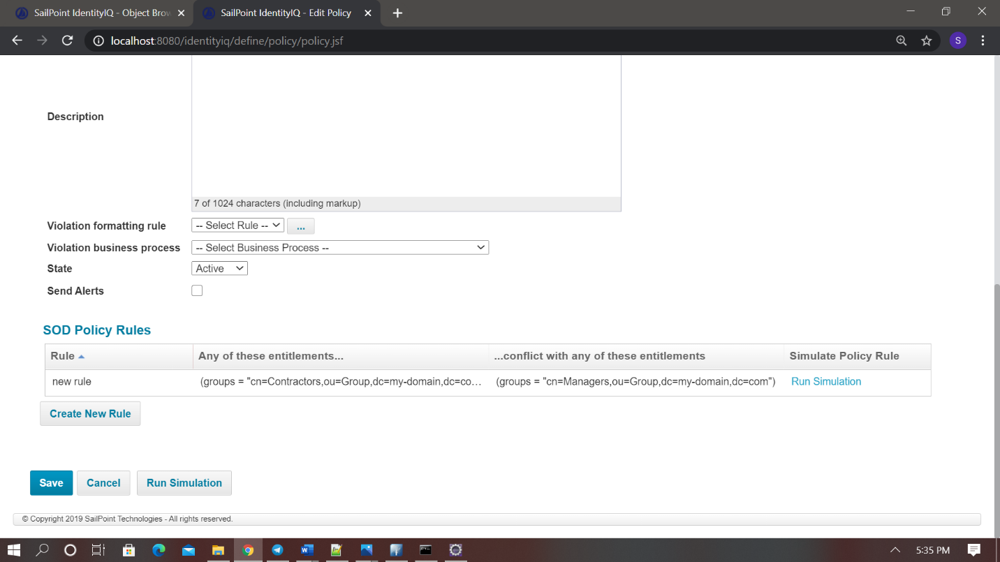 SailPoint IdentityIQ - Object Brow
SailPoint IdentityIQ - Edit Policy
localhost:8080/identityiq/define/policy/policy.jsf
S
Description
7 of 1024 characters (including markup)
Violation formatting rule
-- Select Rule --
...
Violation business process
-- Select Business Process --
State
Active
Send Alerts
SOD Policy Rules
Rule
Any of these entitlements...
...conflict with any of these entitlements
Simulate Policy Rule
new rule
(groups = "cn=Contractors,ou=Group,dc=my-domain,dc=co...
(groups = "cn=Managers,ou=Group,dc=my-domain,dc=com")
Run Simulation
Create New Rule
Save
Cancel
Run Simulation
© Copyright 2019 SailPoint Technologies - All rights reserved.
5:35 PM